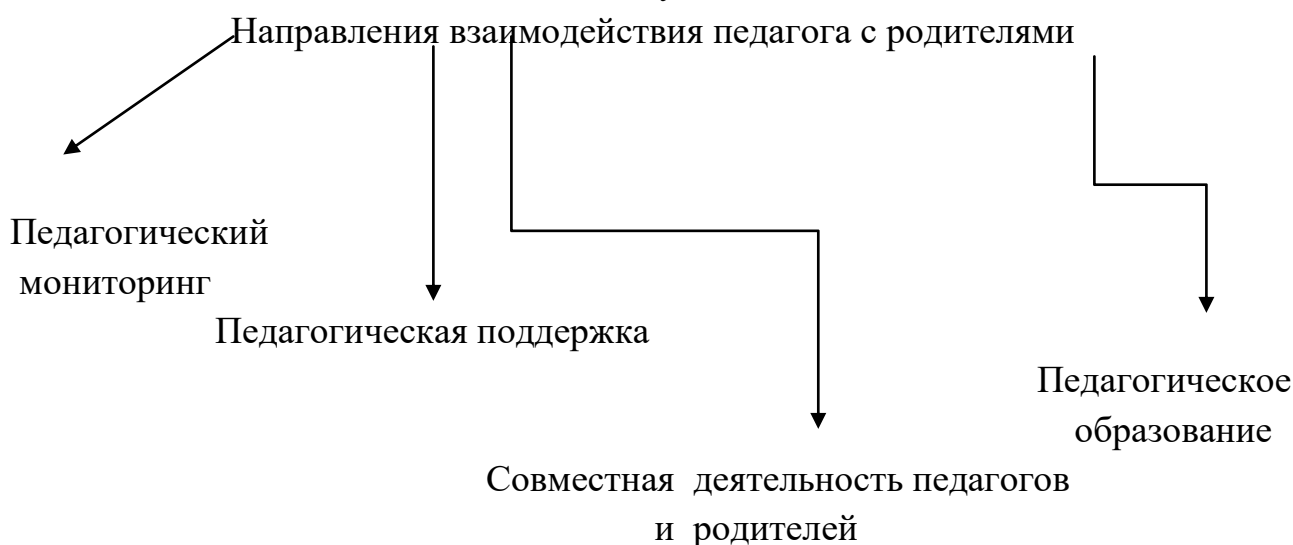 Направления взаимодействия педагога с родителями
Педагогический
мониторинг
Педагогическая поддержка
Педагогическое
образование
Совместная деятельность педагогов
и родителей